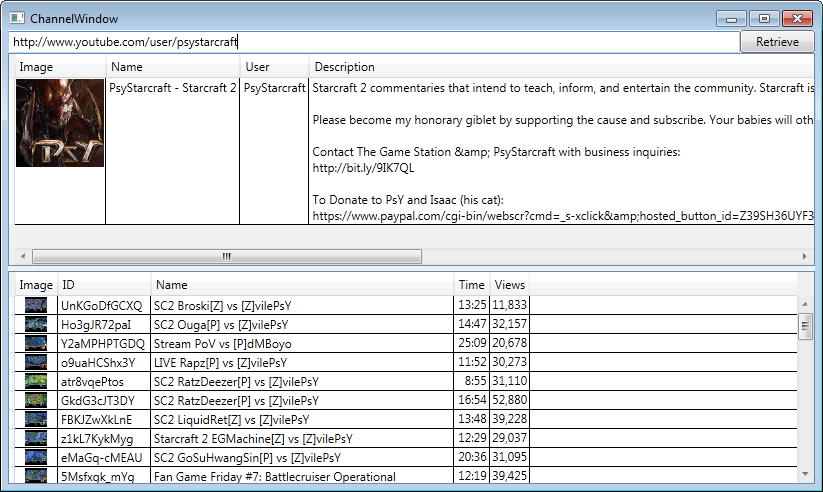 ChannelWindow
http://www.youtube.com/user/psystarcraft Retrieve
Image Name User Description
PsY
PsyStarcraft - Starcraft 2 PsyStarcraft Starcraft 2 commentaries that intend to teach, inform, and entertain the community. Starcraft is
Please become my honorary giblet by supporting the cause and subscribe. Your babies will oth
Contact The Game Station &amp; PsyStarcraft with business inquiries:
http://bit.ly/9IK7QL
To Donate to PsY and Isaac (his cat):
https://www.paypal.com/cgi-bin/webscr?cmd=_s-xclick&amp;hosted_button_id=Z39SH36UYF3
Image ID Name Time Views
UnKGoDfGCXQ SC2 Broski[Z] vs [Z]vilePsY 13:25 11,833
Ho3gJR72paI SC2 Ouga[P] vs [Z]vilePsY 14:47 32,157
Y2aMPHPTGDQ Stream PoV vs [P]dMBoyo 25:09 20,678
o9uaHCShx3Y LIVE Rapz[P] vs [Z]vilePsY 11:52 30,273
atr8vqePtos SC2 RatzDeezer[P] vs [Z]vilePsY 8:55 31,110
GkdG3cJT3DY SC2 RatzDeezer[P] vs [Z]vilePsY 16:54 52,880
FBKJZwXkLnE SC2 LiquidRet[Z] vs [Z]vilePsY 13:48 39,228
z1kL7KykMyg Starcraft 2 EGMachine[Z] vs [Z]vilePsY 12:29 29,037
eMaGq-cMEAU SC2 GoSuHwangSin[P] vs [Z]vilePsY 20:36 31,095
5Msfxqk_mYg Fan Game Friday #7: Battlecruiser Operational 12:19 39,425